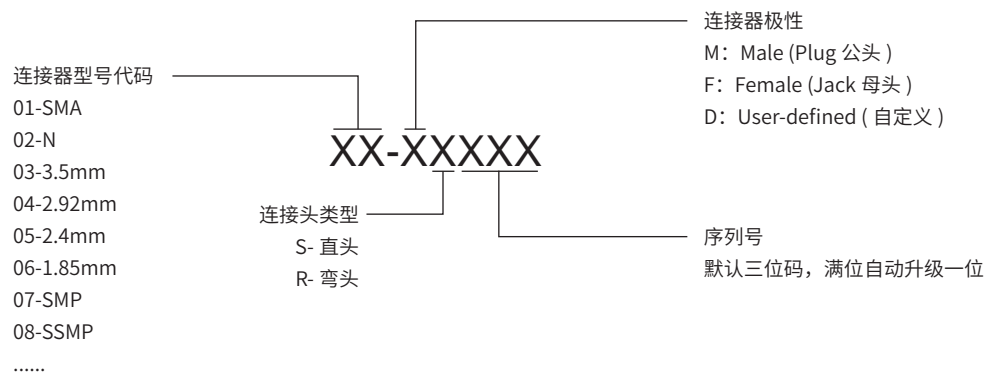 连接器极性
M：Male (Plug 公头 )
F：Female (Jack 母头 )
D：User-defined ( 自定义 )
连接器型号代码
01-SMA
02-N
03-3.5mm
04-2.92mm
05-2.4mm
06-1.85mm
07-SMP
08-SSMP
......
XX-XXXXX
连接头类型
S- 直头
R- 弯头
序列号
默认三位码，满位自动升级一位